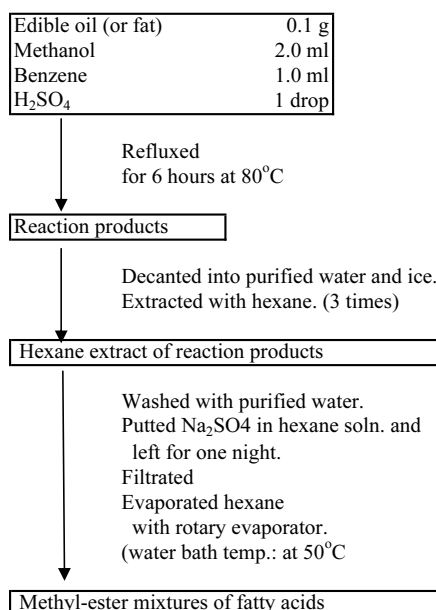 Edible oil (or fat) 0.1 g
Methanol 2.0 ml
Benzene 1.0 ml
H₂SO₄ 1 drop
Refluxed
for 6 hours at 80°C
Reaction products
Decanted into purified water and ice.
Extracted with hexane. (3 times)
Hexane extract of reaction products
Washed with purified water.
Putted Na₂SO4 in hexane soln. and
left for one night.
Filtrated
Evaporated hexane
with rotary evaporator.
(water bath temp.: at 50°C
Methyl-ester mixtures of fatty acids